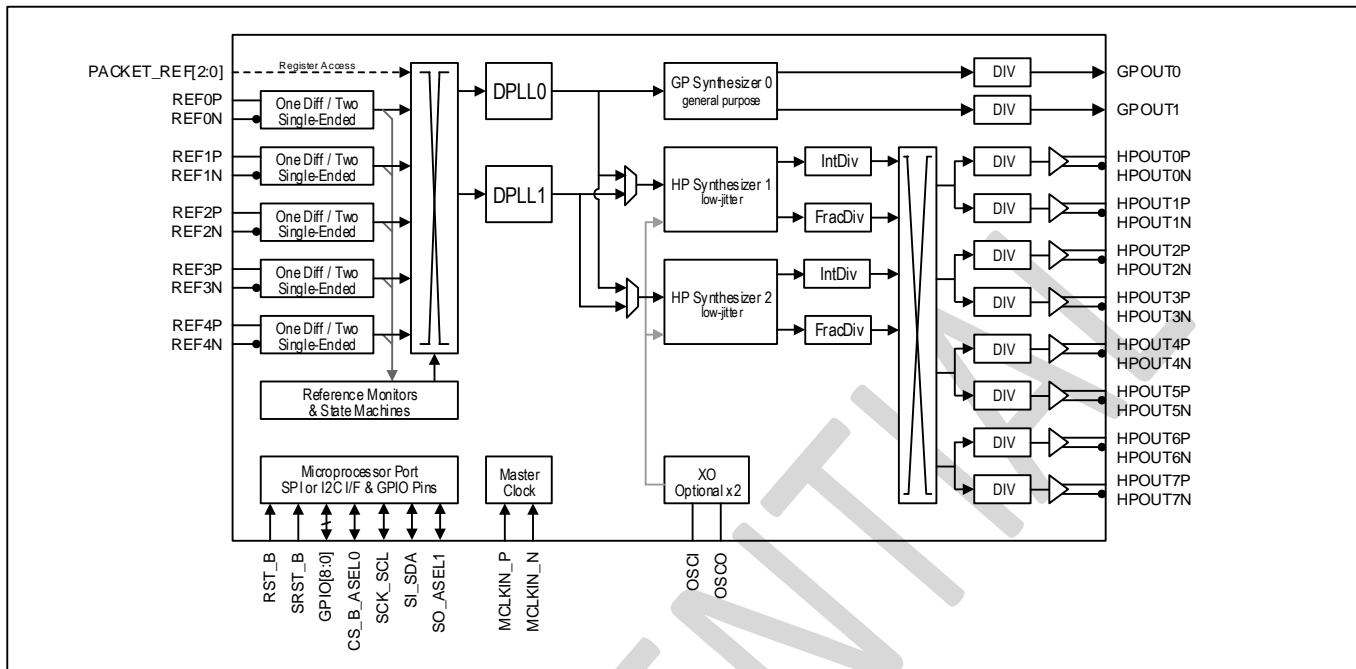 PACKET_REF[2:0]
Register Access
REF0P
REF0N
One Diff / Two
Single-Ended
REF1P
REF1N
One Diff / Two
Single-Ended
REF2P
REF2N
One Diff / Two
Single-Ended
REF3P
REF3N
One Diff / Two
Single-Ended
REF4P
REF4N
One Diff / Two
Single-Ended
Reference Monitors
& State Machines
DPLL0
DPLL1
GP Synthesizer 0
general purpose
HP Synthesizer 1
low-jitter
HP Synthesizer 2
low-jitter
IntDiv
FracDiv
IntDiv
FracDiv
DIV
GPOUT0
DIV
GPOUT1
DIV
HPOUT0P
HPOUT0N
DIV
HPOUT1P
HPOUT1N
DIV
HPOUT2P
HPOUT2N
DIV
HPOUT3P
HPOUT3N
DIV
HPOUT4P
HPOUT4N
DIV
HPOUT5P
HPOUT5N
DIV
HPOUT6P
HPOUT6N
DIV
HPOUT7P
HPOUT7N
Microprocessor Port
SPI or I2C I/F & GPIO Pins
Master
Clock
XO
Optional x2
RST_B
SRST_B
GPIO[8:0]
CS_B_ASEL0
SCK_SCL
SI_SDA
SO_ASEL1
MCLKIN_P
MCLKIN_N
OSCI
OSCO
ENTIAL